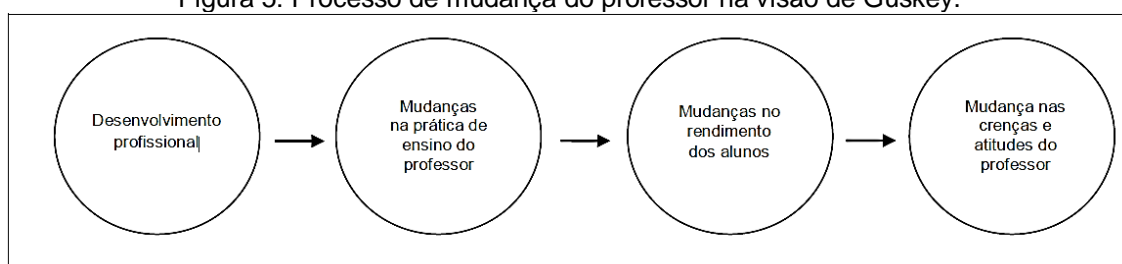 Figura 5. Processo de mudança do professor na visão de Guskey.
Desenvolvimento
profissional
Mudanças
na prática de
ensino do
professor
Mudanças no
rendimento
dos alunos
Mudança nas
crenças e
atitudes do
professor